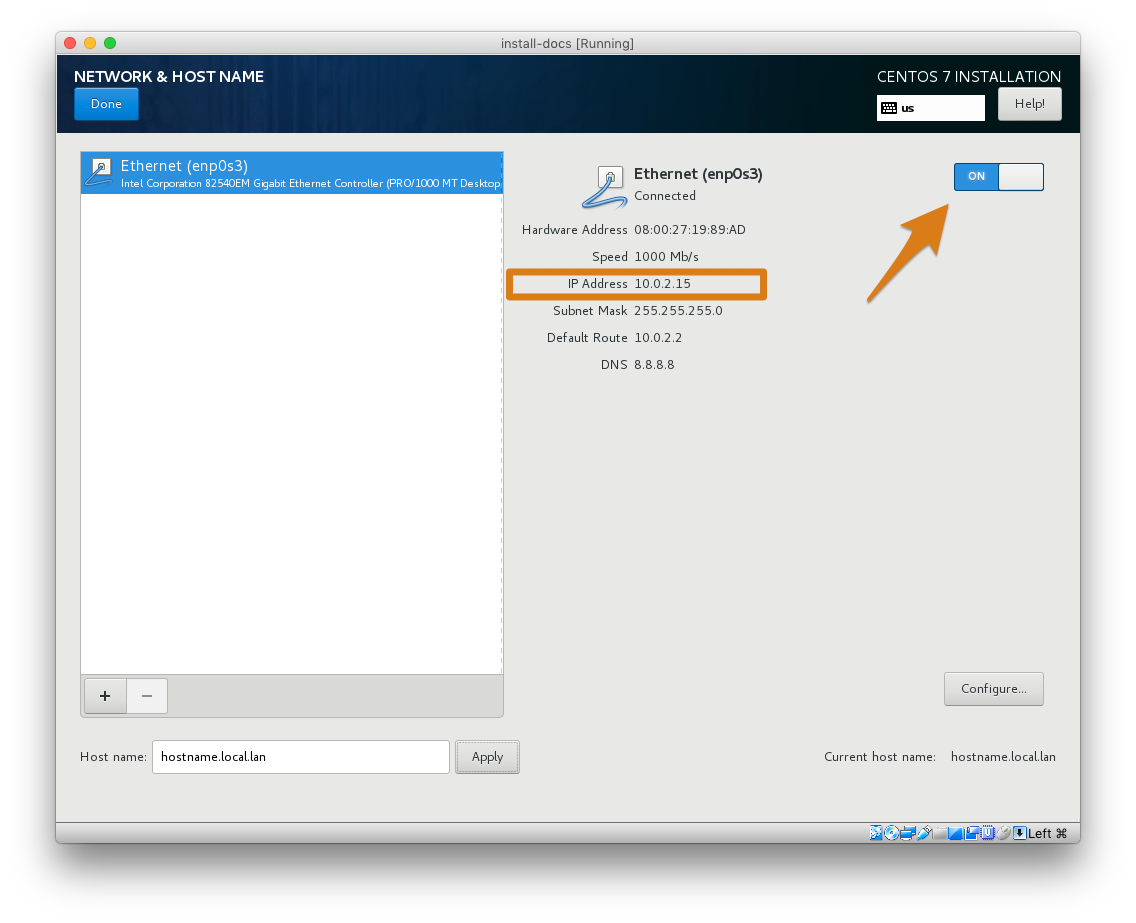 install-docs [Running]
NETWORK & HOST NAME
Done
CENTOS 7 INSTALLATION
us
Help!
Ethernet (enp0s3)
Intel Corporation 82540EM Gigabit Ethernet Controller (PRO/1000 MT Desktop
Ethernet (enp0s3)
Connected
ON
Hardware Address 08:00:27:19:89:AD
Speed 1000 Mb/s
IP Address 10.0.2.15
Subnet Mask 255.255.255.0
Default Route 10.0.2.2
DNS 8.8.8.8
+
−
Configure...
Host name: hostname.local.lan
Apply
Current host name: hostname.local.lan
Left ⌘